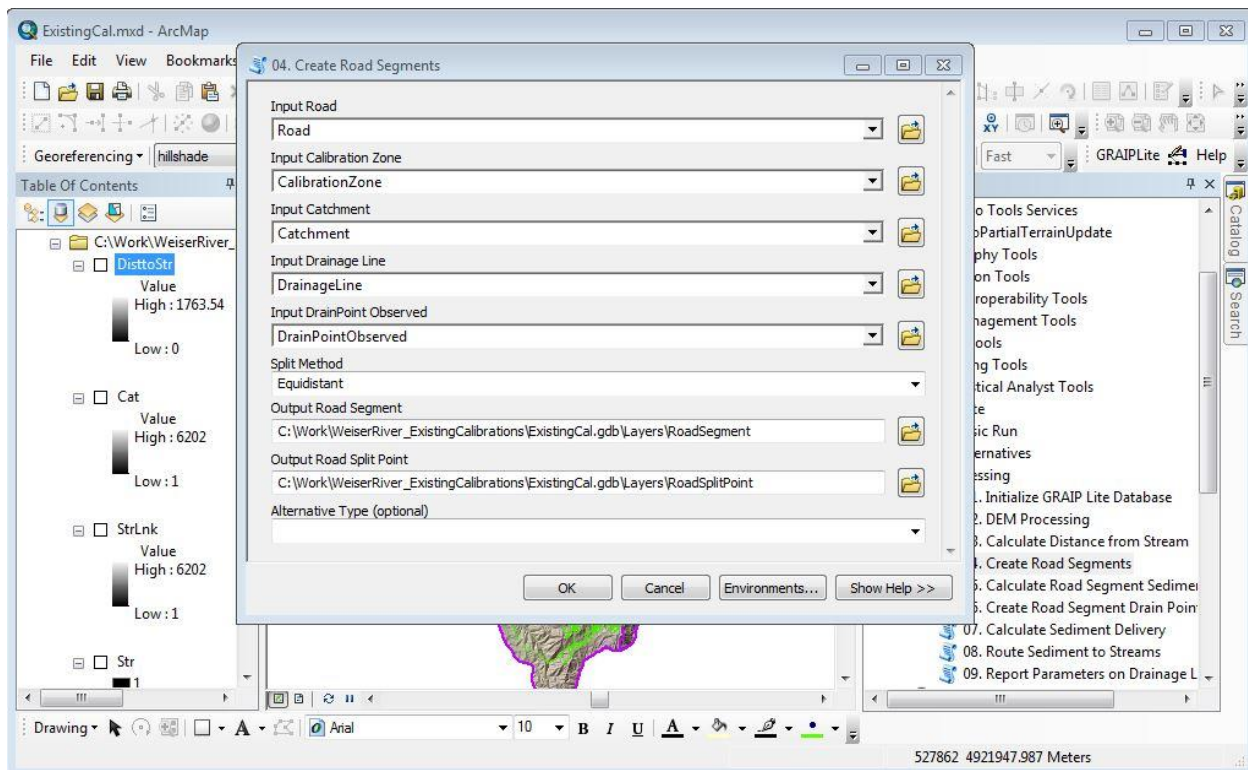 ExistingCal.mxd - ArcMap
File Edit View Bookmarks
Georeferencing hillshade
Fast GRAIPLite Help
Table Of Contents
C:\Work\WeiserRiver_
DisttoStr
Value
High : 1763.54
Low : 0
Cat
Value
High : 6202
Low : 1
StrLnk
Value
High : 6202
Low : 1
Str
1
04. Create Road Segments
Input Road
Road
Input Calibration Zone
CalibrationZone
Input Catchment
Catchment
Input Drainage Line
DrainageLine
Input DrainPoint Observed
DrainPointObserved
Split Method
Equidistant
Output Road Segment
C:\Work\WeiserRiver_ExistingCalibrations\ExistingCal.gdb\Layers\RoadSegment
Output Road Split Point
C:\Work\WeiserRiver_ExistingCalibrations\ExistingCal.gdb\Layers\RoadSplitPoint
Alternative Type (optional)
OK Cancel Environments... Show Help >>
o Tools Services
oPartialTerrainUpdate
phy Tools
on Tools
roperability Tools
nagement Tools
ools
ng Tools
stical Analyst Tools
te
sic Run
ernatives
essing
1. Initialize GRAIP Lite Database
2. DEM Processing
3. Calculate Distance from Stream
4. Create Road Segments
5. Calculate Road Segment Sedimen
6. Create Road Segment Drain Poin
07. Calculate Sediment Delivery
08. Route Sediment to Streams
09. Report Parameters on Drainage L
Catalog
Search
Drawing A Arial 10 B I U A
527862 4921947.987 Meters